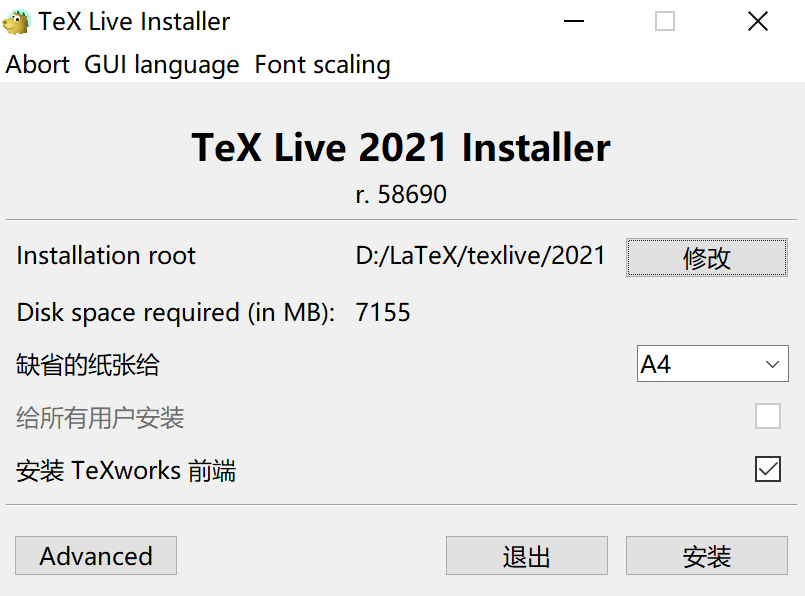 TeX Live Installer
Abort GUI language Font scaling
TeX Live 2021 Installer
r. 58690
Installation root D:/LaTeX/texlive/2021 修改
Disk space required (in MB): 7155
缺省的纸张给 A4
给所有用户安装
安装 TeXworks 前端
Advanced 退出 安装